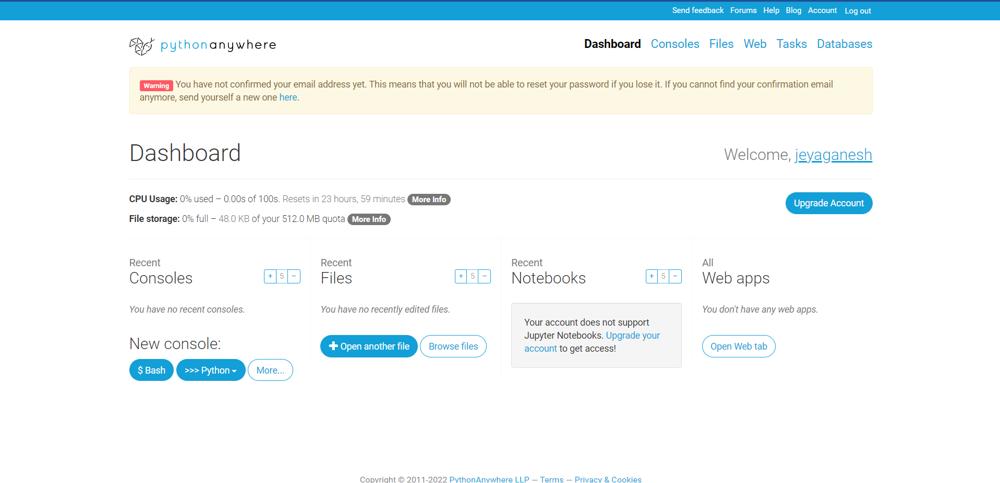 Send feedback Forums Help Blog Account Log out
pythonanywhere
Dashboard Consoles Files Web Tasks Databases
Warning You have not confirmed your email address yet. This means that you will not be able to reset your password if you lose it. If you cannot find your confirmation email
anymore, send yourself a new one here.
Dashboard
Welcome, jeyaganesh
CPU Usage: 0% used – 0.00s of 100s. Resets in 23 hours, 59 minutes More Info
Upgrade Account
File storage: 0% full – 48.0 KB of your 512.0 MB quota More Info
Recent
Consoles
+ 5 −
You have no recent consoles.
New console:
$ Bash >>> Python More...
Recent
Files
+ 5 −
You have no recently edited files.
Open another file Browse files
Recent
Notebooks
+ 5 −
Your account does not support
Jupyter Notebooks. Upgrade your
account to get access!
All
Web apps
You don't have any web apps.
Open Web tab
Copyright © 2011-2022 PythonAnywhere LLP — Terms — Privacy & Cookies